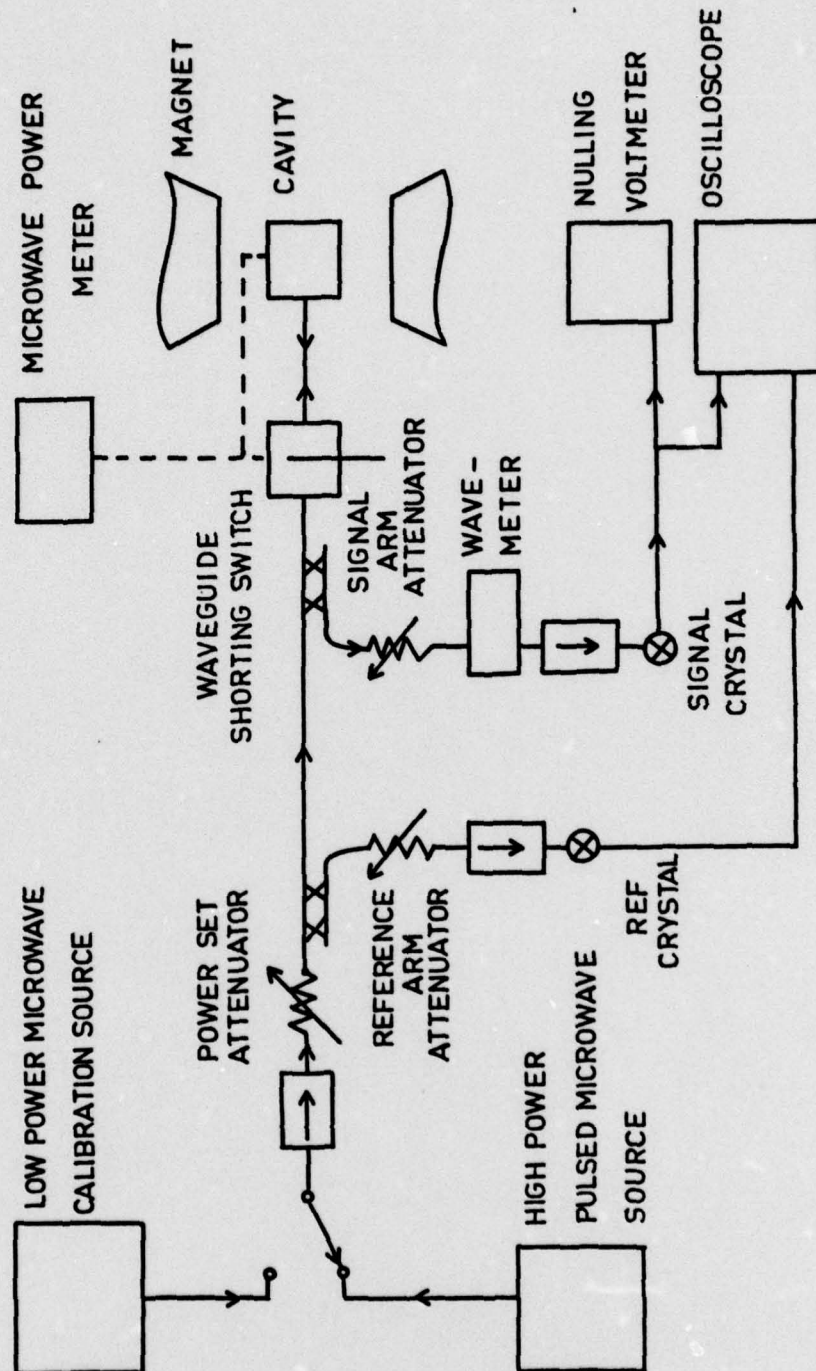 LOW POWER MICROWAVE
CALIBRATION SOURCE
MICROWAVE POWER
METER
MAGNET
POWER SET
ATTENUATOR
WAVEGUIDE
SHORTING SWITCH
CAVITY
REFERENCE
ARM
ATTENUATOR
SIGNAL
ARM
ATTENUATOR
WAVE-
METER
HIGH POWER
PULSED MICROWAVE
SOURCE
REF
CRYSTAL
SIGNAL
CRYSTAL
NULLING
VOLTMETER
OSCILLOSCOPE